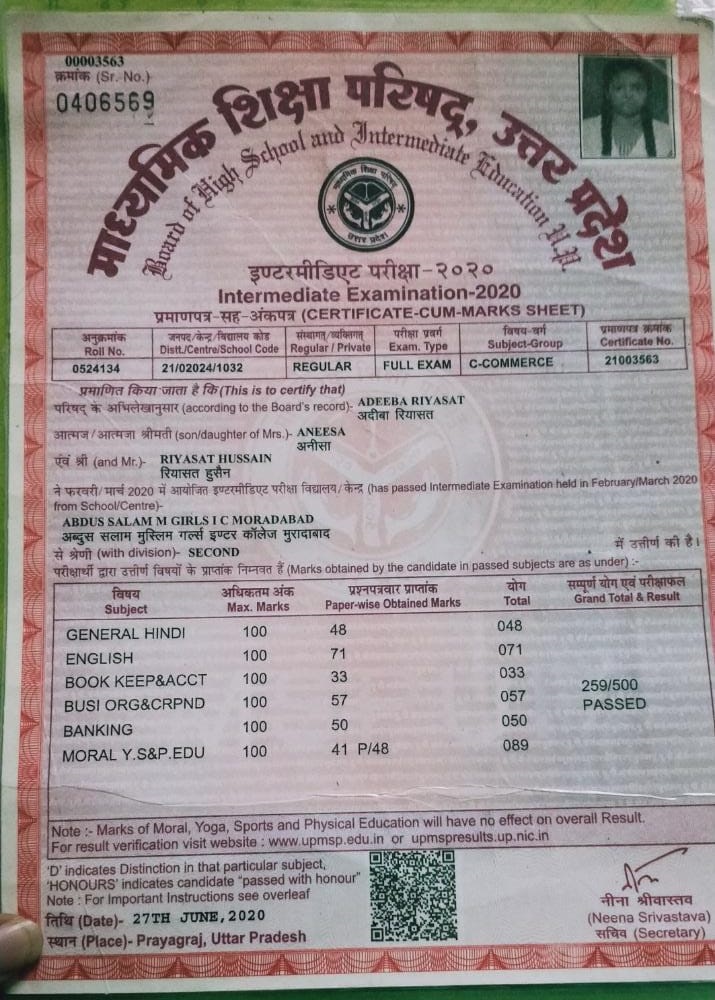 00003563
क्रमांक (Sr. No.)
0406569
माध्यमिक शिक्षा परिषद्, उत्तर प्रदेश
Board of High School and Intermediate Education U.P.
माध्यमिक शिक्षा परिषद्
उत्तर प्रदेश
इण्टरमीडिएट परीक्षा-२०२०
Intermediate Examination-2020
प्रमाणपत्र-सह-अंकपत्र (CERTIFICATE-CUM-MARKS SHEET)
अनुक्रमांक जनपद/केन्द्र/विद्यालय कोड संस्थागत/व्यक्तिगत परीक्षा प्रवर्ग विषय-वर्ग प्रमाणपत्र क्रमांक
Roll No. Distt./Centre/School Code Regular / Private Exam. Type Subject-Group Certificate No.
0524134 21/02024/1032 REGULAR FULL EXAM C-COMMERCE 21003563
प्रमाणित किया जाता है कि (This is to certify that)
परिषद् के अभिलेखानुसार (according to the Board's record)- ADEEBA RIYASAT
अदीबा रियासत
आत्मज/आत्मजा श्रीमती (son/daughter of Mrs.)- ANEESA
अनीसा
एवं श्री (and Mr.)- RIYASAT HUSSAIN
रियासत हुसैन
ने फरवरी/मार्च 2020 में आयोजित इण्टरमीडिएट परीक्षा विद्यालय/केन्द्र (has passed Intermediate Examination held in February/March 2020
from School/Centre)-
ABDUS SALAM M GIRLS I C MORADABAD
अब्दुस सलाम मुस्लिम गर्ल्स इण्टर कॉलेज मुरादाबाद
से श्रेणी (with division)- SECOND में उत्तीर्ण की है।
परीक्षार्थी द्वारा उत्तीर्ण विषयों के प्राप्तांक निम्नवत हैं (Marks obtained by the candidate in passed subjects are as under) :-
विषय अधिकतम अंक प्रश्नपत्रवार प्राप्तांक योग सम्पूर्ण योग एवं परीक्षाफल
Subject Max. Marks Paper-wise Obtained Marks Total Grand Total & Result
GENERAL HINDI 100 48 048
ENGLISH 100 71 071
BOOK KEEP&ACCT 100 33 033 259/500
BUSI ORG&CRPND 100 57 057 PASSED
BANKING 100 50 050
MORAL Y.S&P.EDU 100 41 P/48 089
Note :- Marks of Moral, Yoga, Sports and Physical Education will have no effect on overall Result.
For result verification visit website : www.upmsp.edu.in or upmspresults.up.nic.in
'D' indicates Distinction in that particular subject,
'HONOURS' indicates candidate "passed with honour"
Note : For Important Instructions see overleaf
तिथि (Date)- 27TH JUNE,2020
स्थान (Place)- Prayagraj, Uttar Pradesh
नीना श्रीवास्तव
(Neena Srivastava)
सचिव (Secretary)